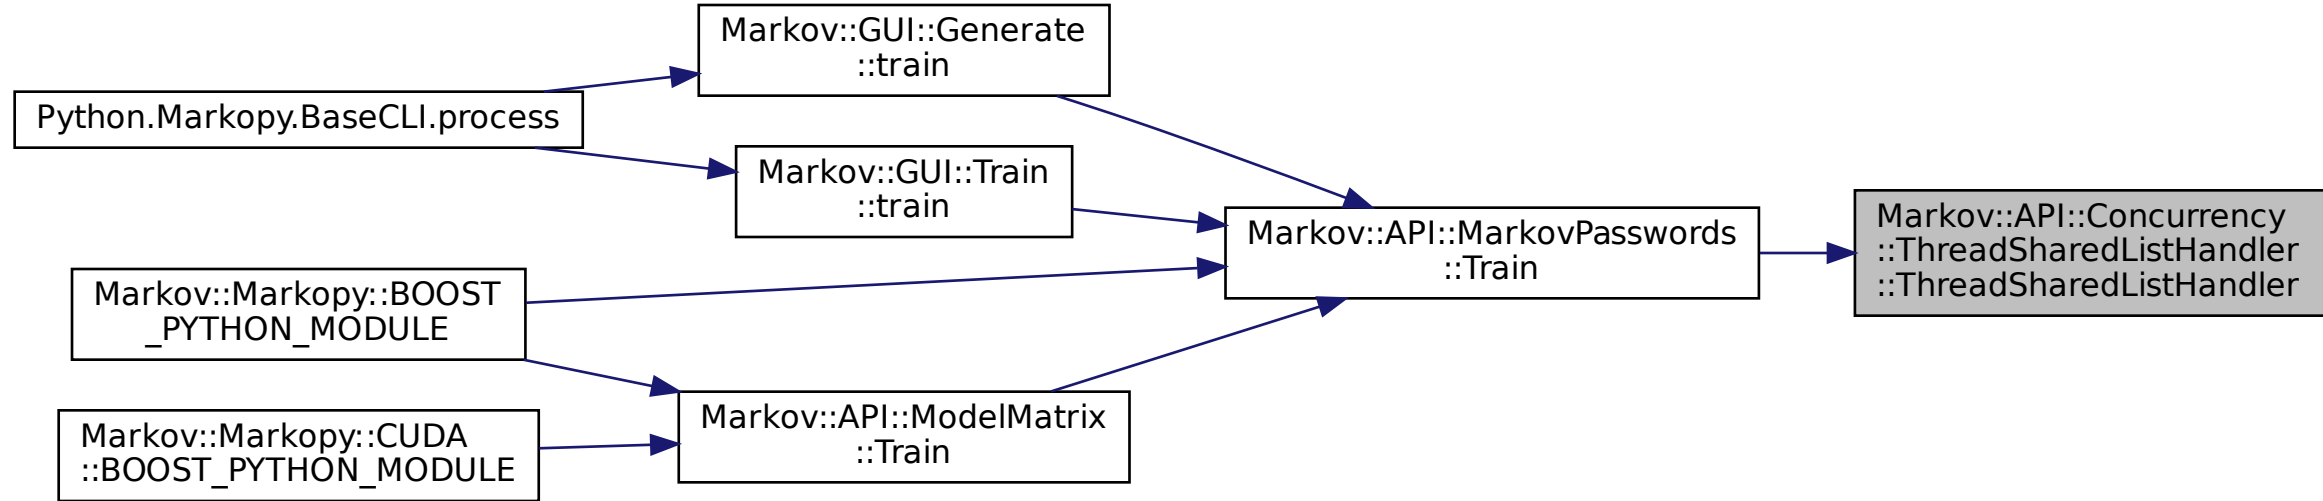 Markov::GUI::Generate
::train
Python.Markopy.BaseCLI.process
Markov::GUI::Train
::train
Markov::API::MarkovPasswords
::Train
Markov::API::Concurrency
::ThreadSharedListHandler
::ThreadSharedListHandler
Markov::Markopy::BOOST
_PYTHON_MODULE
Markov::API::ModelMatrix
::Train
Markov::Markopy::CUDA
::BOOST_PYTHON_MODULE